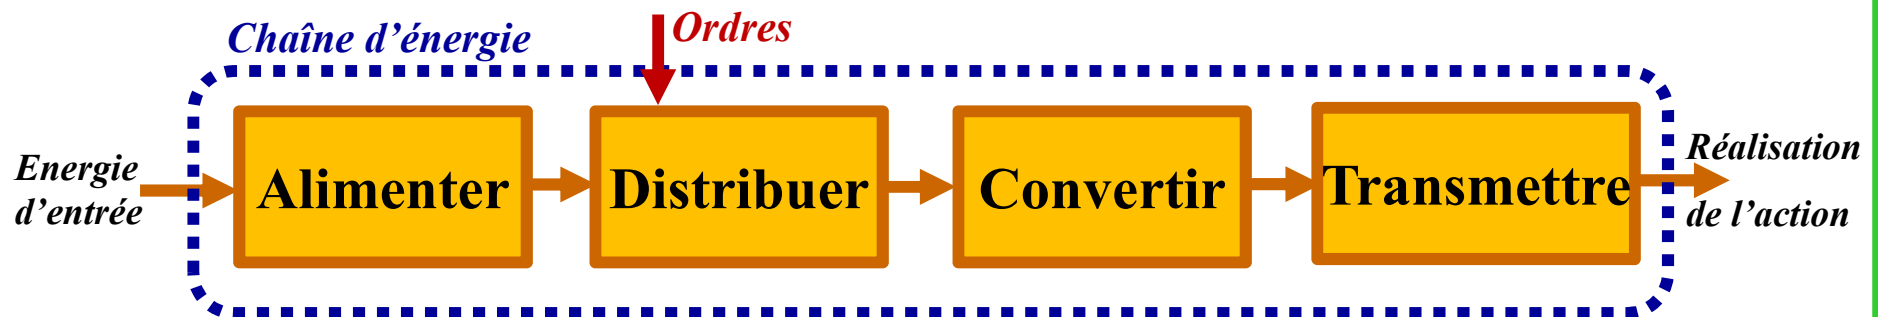 Chaîne d’énergie
Ordres
Energie
d’entrée
Alimenter
Distribuer
Convertir
Transmettre
Réalisation
de l’action